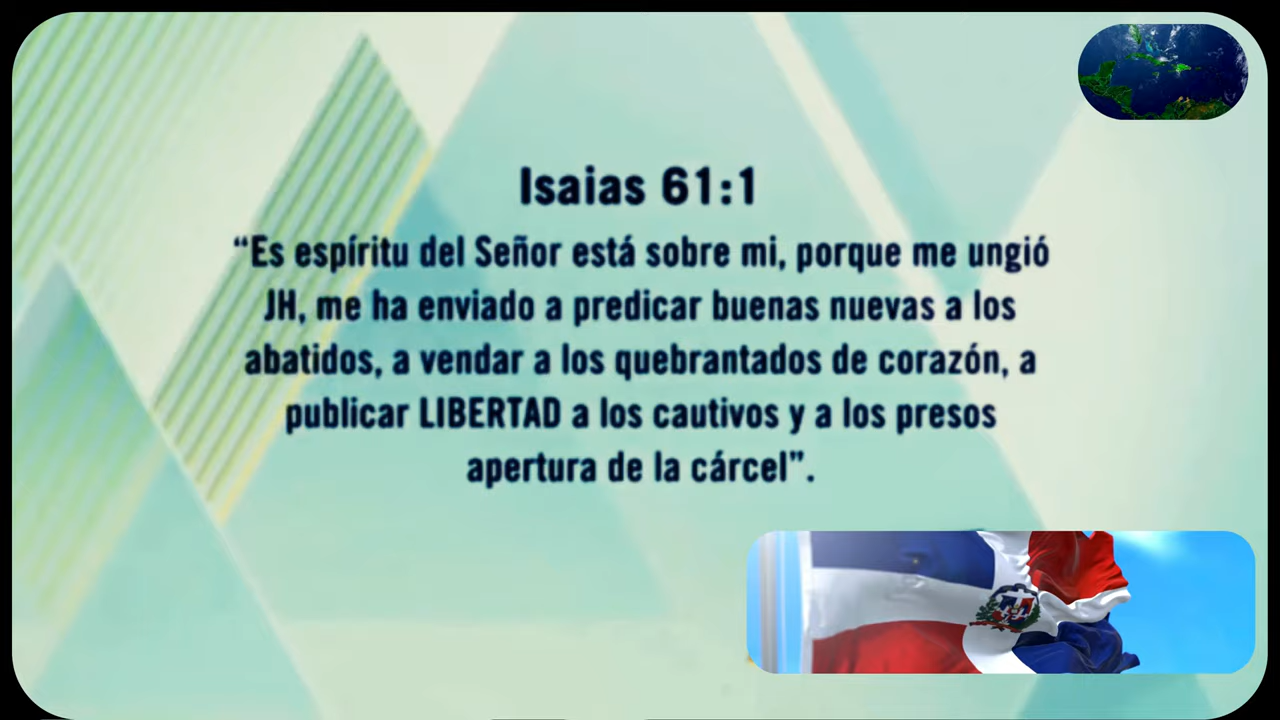 Isaias 61:1
“Es espíritu del Señor está sobre mi, porque me ungió
JH, me ha enviado a predicar buenas nuevas a los
abatidos, a vendar a los quebrantados de corazón, a
publicar LIBERTAD a los cautivos y a los presos
apertura de la cárcel”.